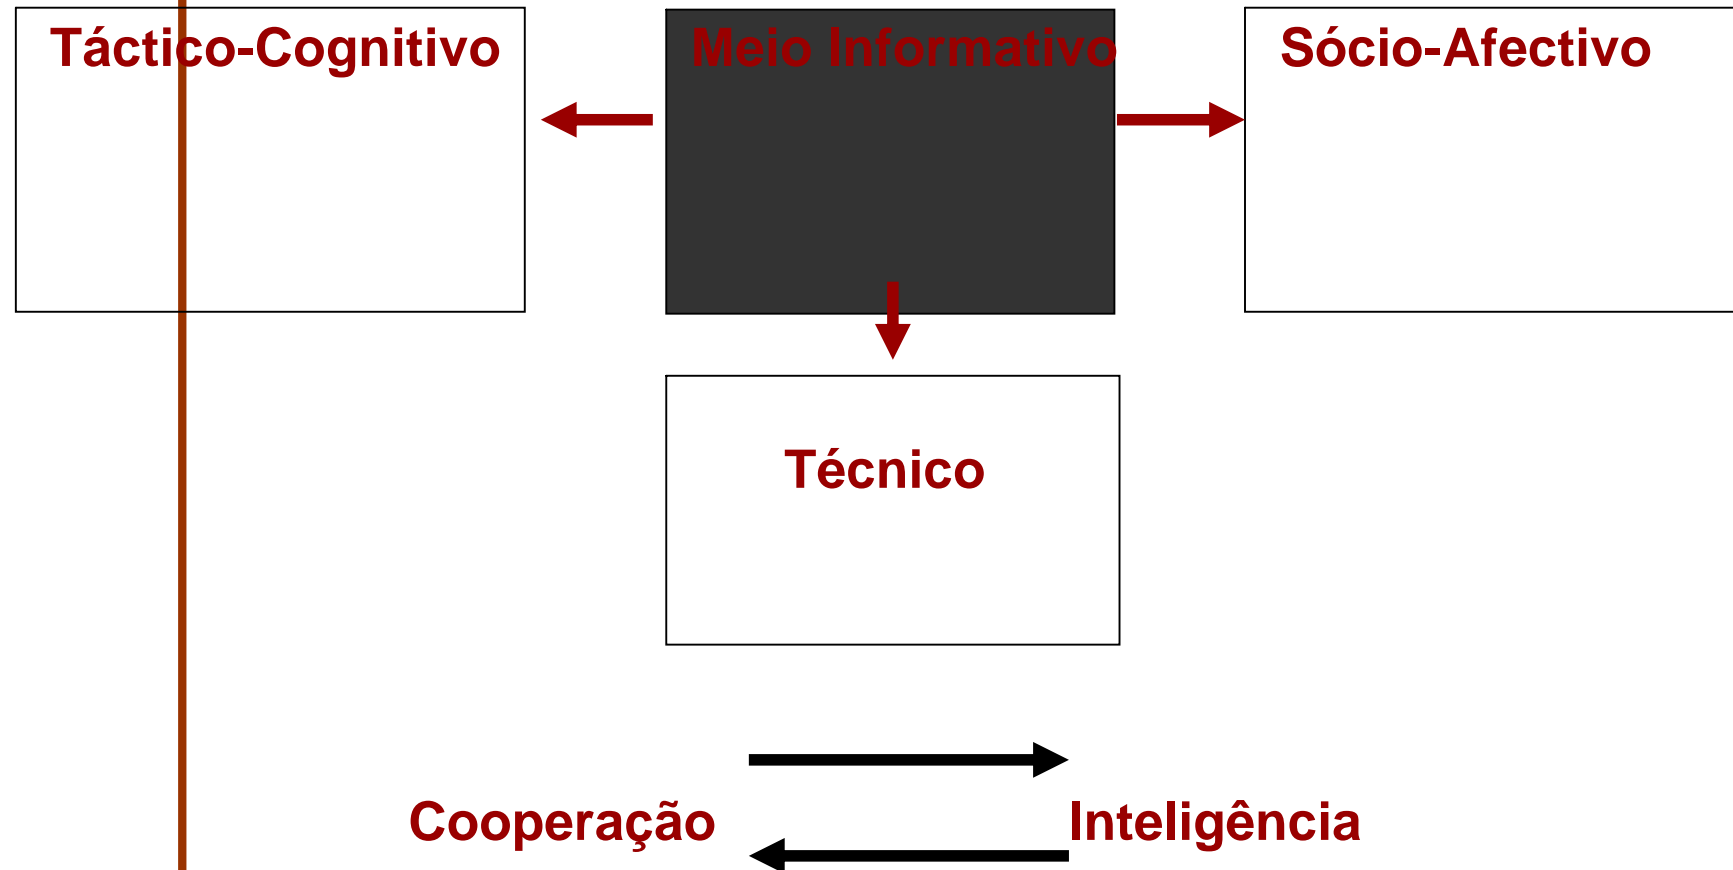 Táctico-Cognitivo
Meio Informativo
Sócio-Afectivo
Técnico
Cooperação
Inteligência